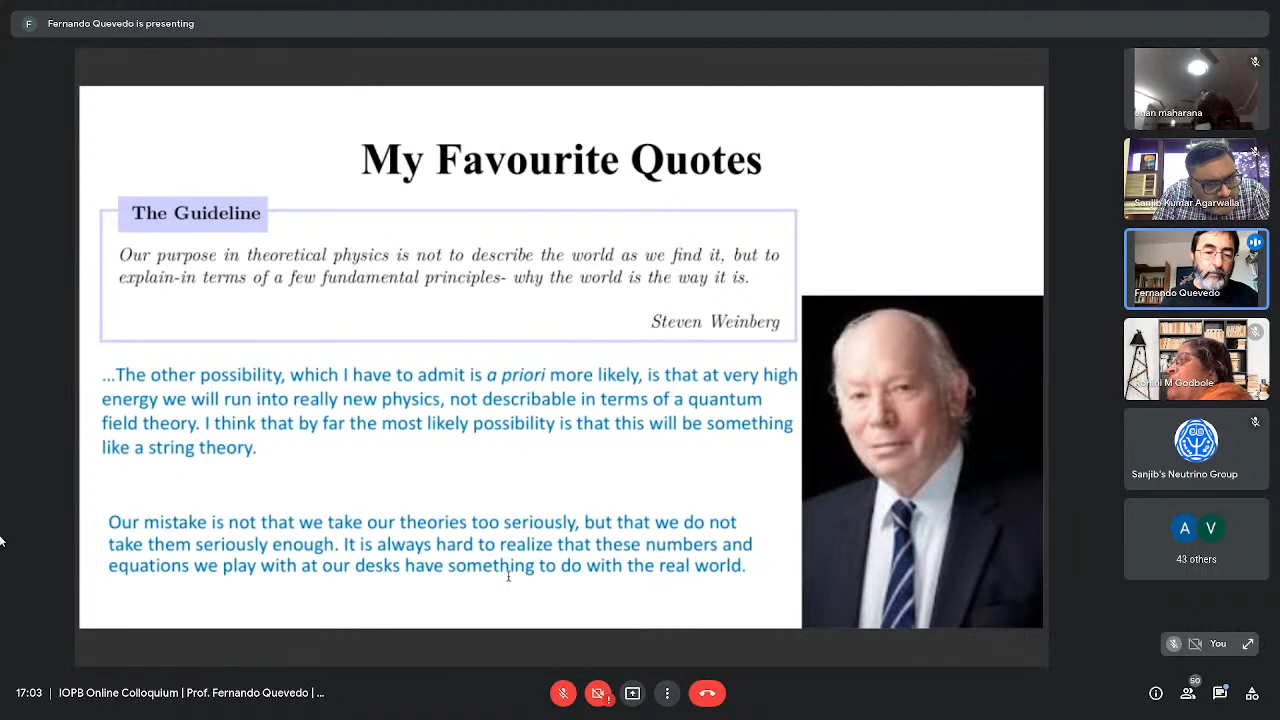 F Fernando Quevedo is presenting
My Favourite Quotes
The Guideline
Our purpose in theoretical physics is not to describe the world as we find it, but to
explain-in terms of a few fundamental principles- why the world is the way it is.
Steven Weinberg
...The other possibility, which I have to admit is a priori more likely, is that at very high
energy we will run into really new physics, not describable in terms of a quantum
field theory. I think that by far the most likely possibility is that this will be something
like a string theory.
Our mistake is not that we take our theories too seriously, but that we do not
take them seriously enough. It is always hard to realize that these numbers and
equations we play with at our desks have something to do with the real world.
maharana
Sanjib Kumar Agarwalla
Fernando Quevedo
Rohini M Godbole
Sanjib's Neutrino Group
A V
43 others
You
17:03 | IOPB Online Colloquium | Prof. Fernando Quevedo | ...
50